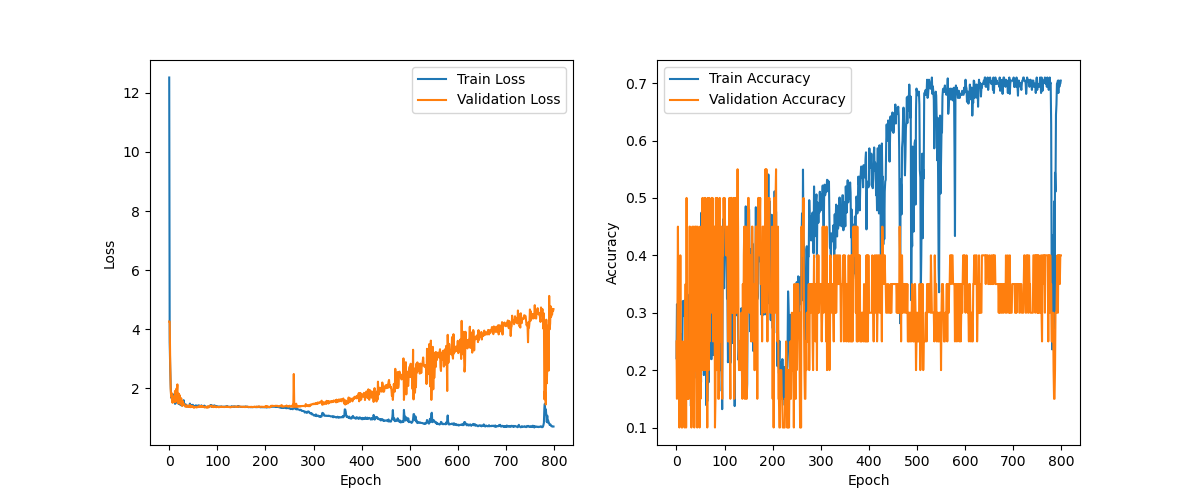 Train Loss
Validation Loss
12
10
8
6
4
2
Loss
0 100 200 300 400 500 600 700 800
Epoch
Train Accuracy
Validation Accuracy
0.7
0.6
0.5
0.4
0.3
0.2
0.1
Accuracy
0 100 200 300 400 500 600 700 800
Epoch